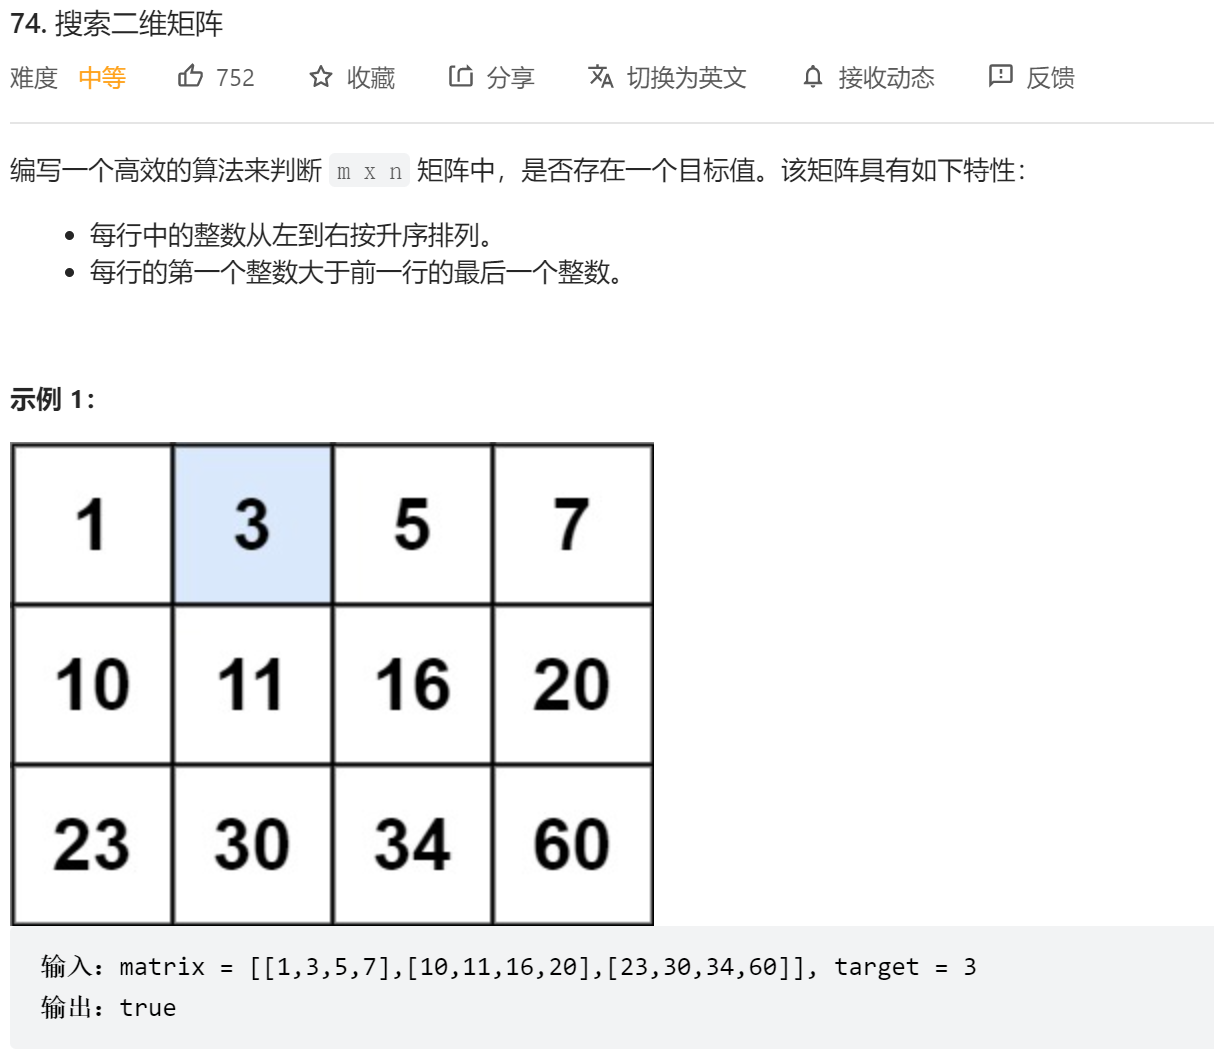 74. 搜索二维矩阵
难度 中等 752 收藏 分享 切换为英文 接收动态 反馈
编写一个高效的算法来判断 m x n 矩阵中，是否存在一个目标值。该矩阵具有如下特性：
• 每行中的整数从左到右按升序排列。
• 每行的第一个整数大于前一行的最后一个整数。
示例 1：
1 3 5 7
10 11 16 20
23 30 34 60
输入：matrix = [[1,3,5,7],[10,11,16,20],[23,30,34,60]], target = 3
输出：true